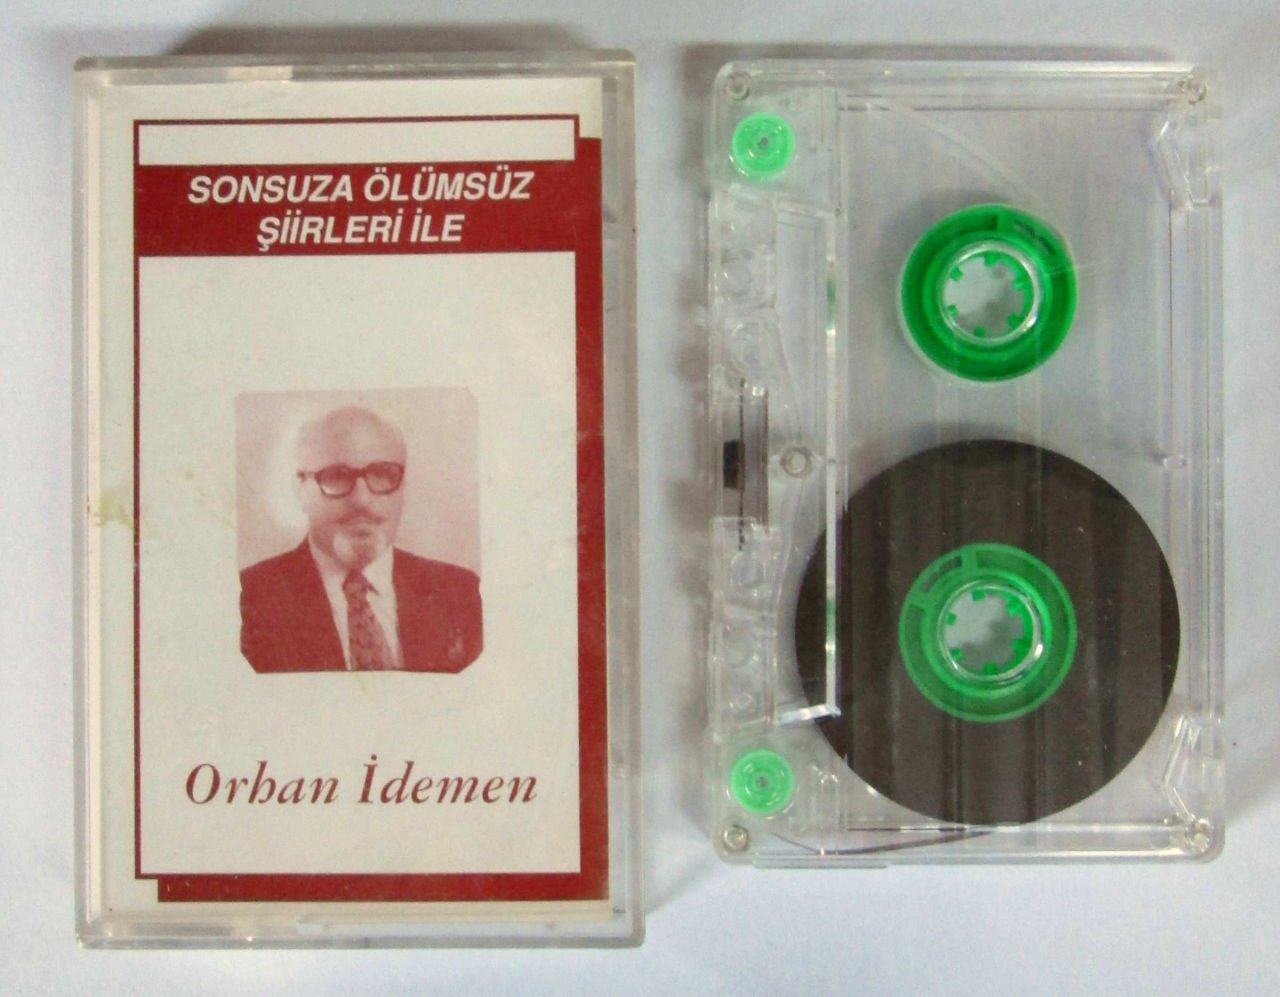 SONSUZA ÖLÜMSÜZ
ŞİİRLERİ İLE
Orhan İdemen